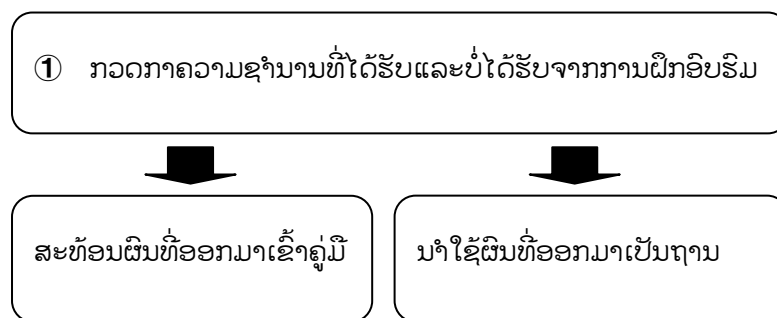 ① ກວດກາຄວາມຊຳນານທີ່ໄດ້ຮັບແລະບໍ່ໄດ້ຮັບຈາກການຝຶກອົບຮົມ
ສະທ້ອນຜົນທີ່ອອກມາເຂົ້າຄູ່ມື
ນຳໃຊ້ຜົນທີ່ອອກມາເປັນຖານ